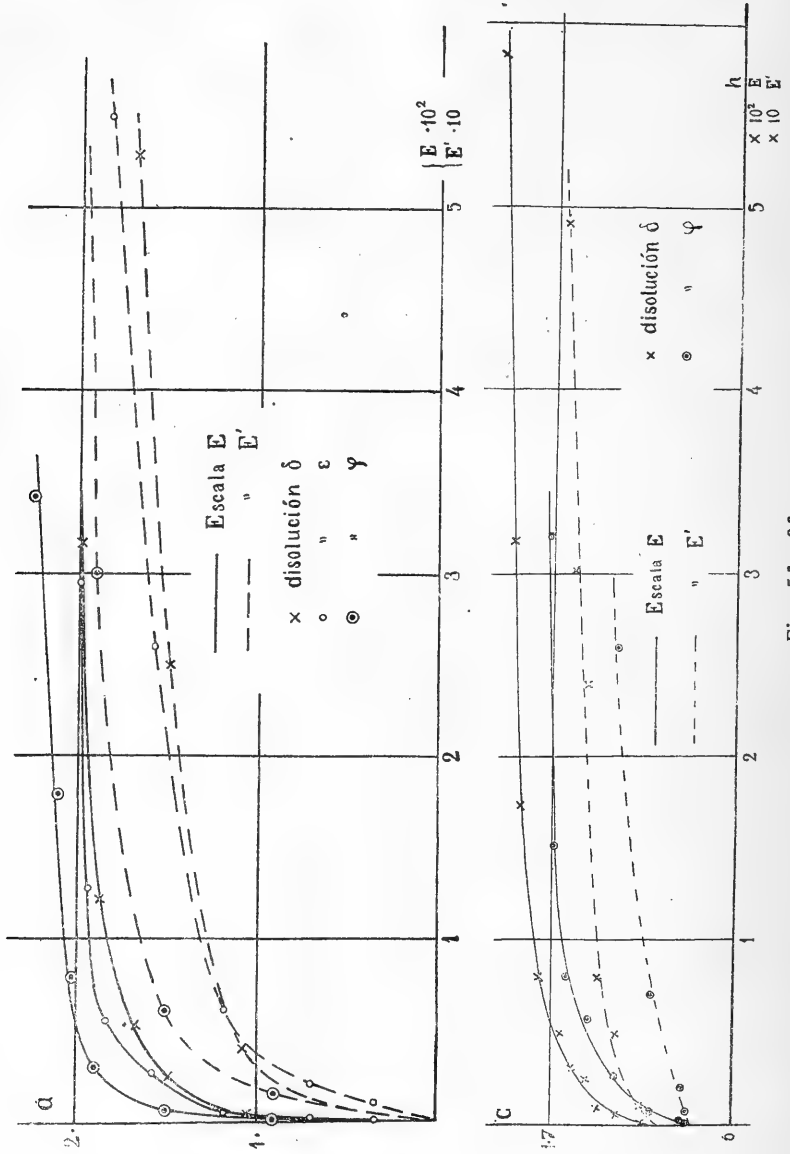 a
2.
1.
1
2
3
4
5
{ E · 10²
E' · 10
Escala E
" E'
× disolución δ
○ " ε
◉ " φ
c
1.7
6
1
2
3
4
5
h
× 10² E
× 10 E'
Escala E
" E'
× disolución δ
◉ " φ